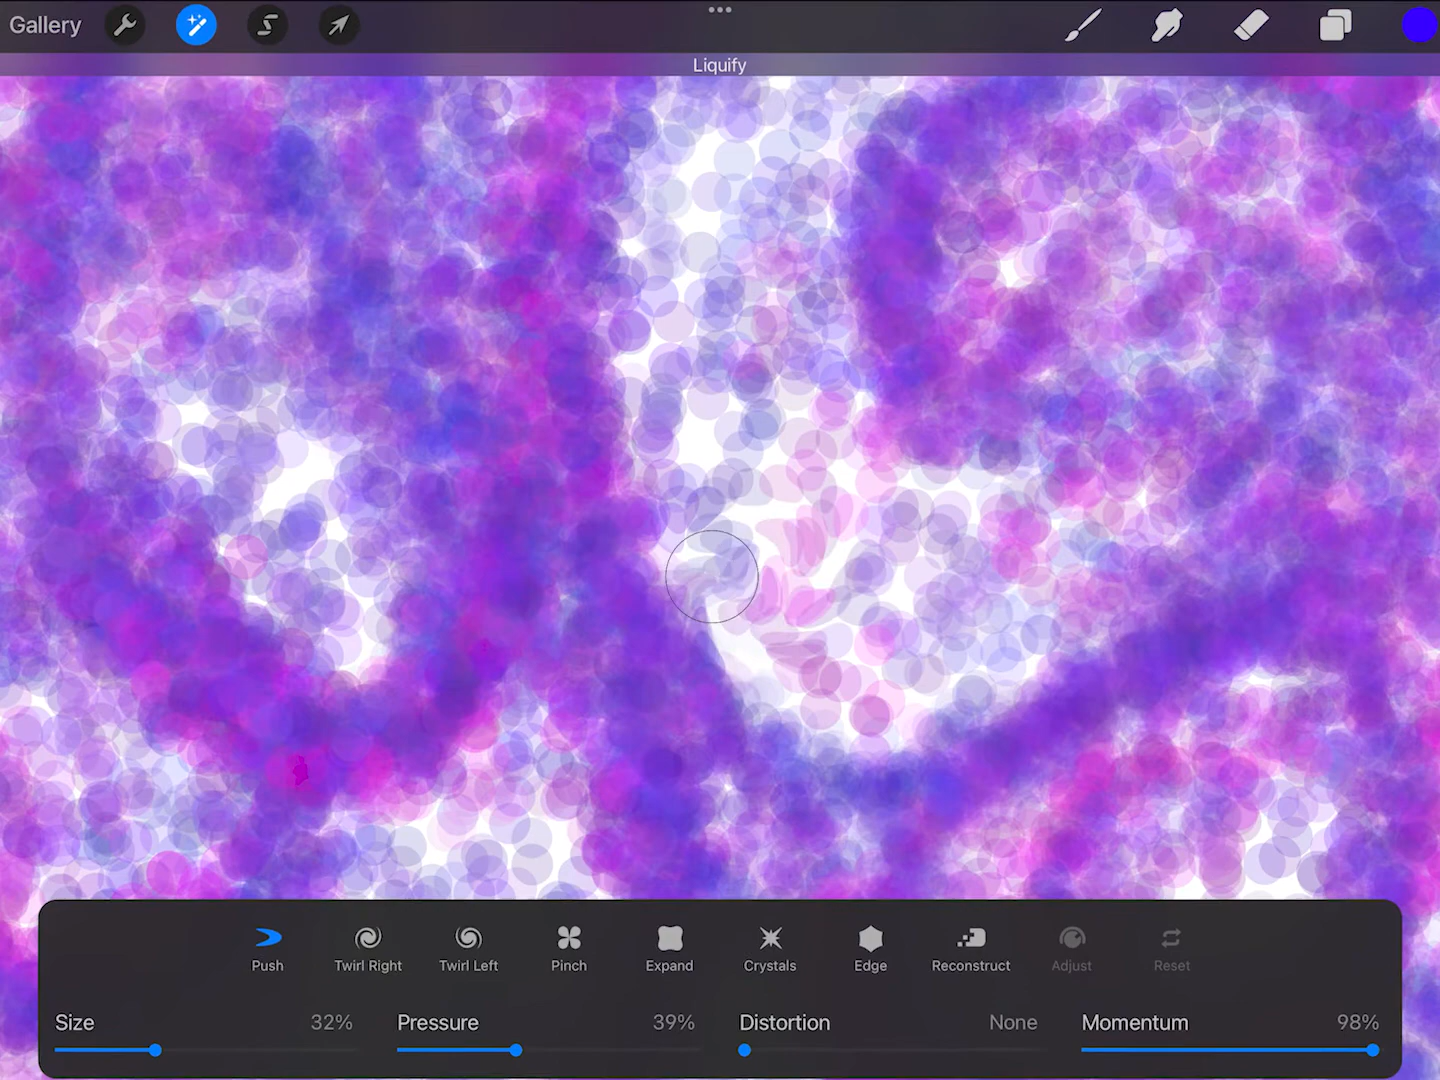 Gallery
Liquify
Push Twirl Right Twirl Left Pinch Expand Crystals Edge Reconstruct Adjust Reset
Size 32% Pressure 39% Distortion None Momentum 98%